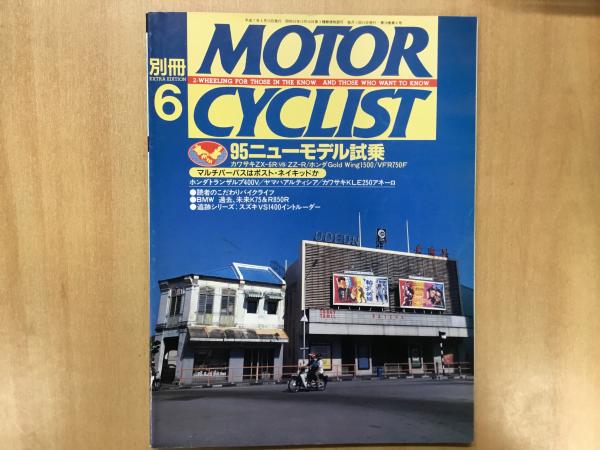 別冊
EXTRA EDITION
6
MOTOR
2-WHEELING FOR THOSE IN THE KNOW AND THOSE WHO WANT TO KNOW
CYCLIST
95ニューモデル試乗
カワサキZX-6R VS ZZ-R/ホンダGold Wing1500/VFR750F
マルチパーパスはポスト・ネイキッドか
ホンダトランザルプ400V/ヤマハアルティシア/カワサキKLE250アネーロ
●読者のこだわりバイクライフ
●BMW 過去、未来K75&R850R
●追跡シリーズ:スズキVS1400イントルーダー
ODEON